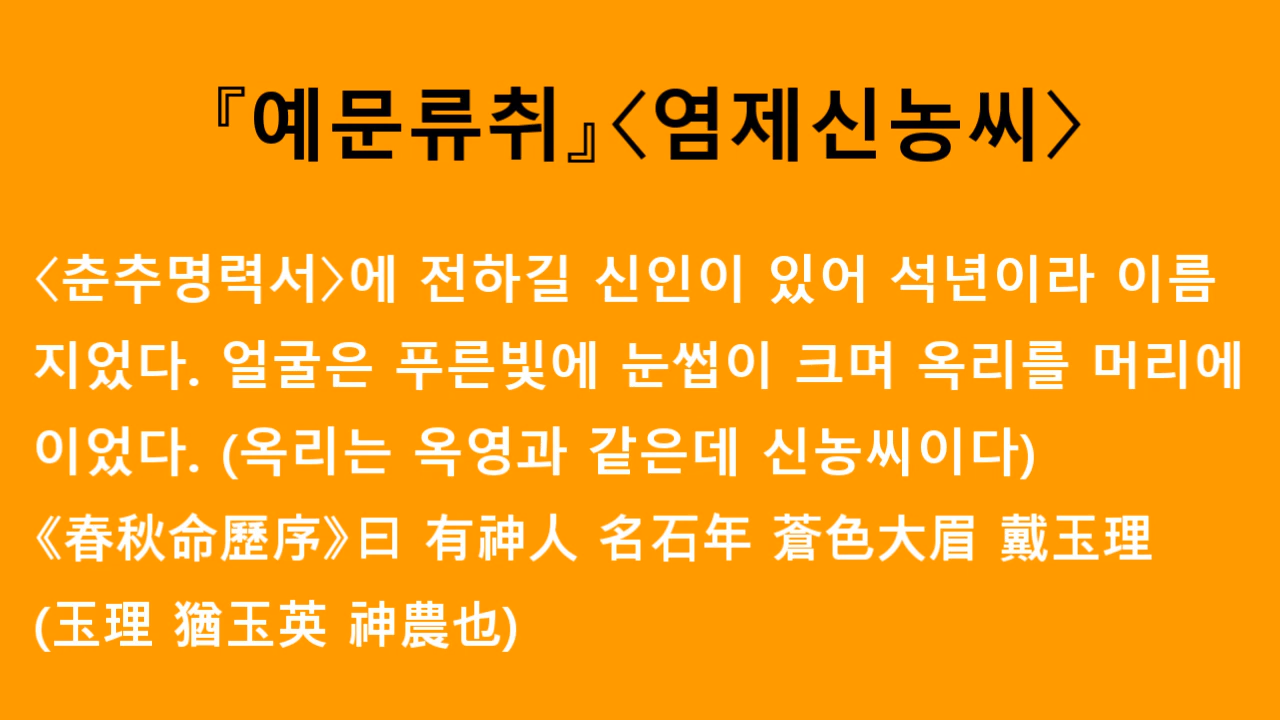 『예문류취』〈염제신농씨〉
〈춘추명력서〉에 전하길 신인이 있어 석년이라 이름
지었다. 얼굴은 푸른빛에 눈썹이 크며 옥리를 머리에
이었다. (옥리는 옥영과 같은데 신농씨이다)
《春秋命歷序》曰 有神人 名石年 蒼色大眉 戴玉理
(玉理 猶玉英 神農也)